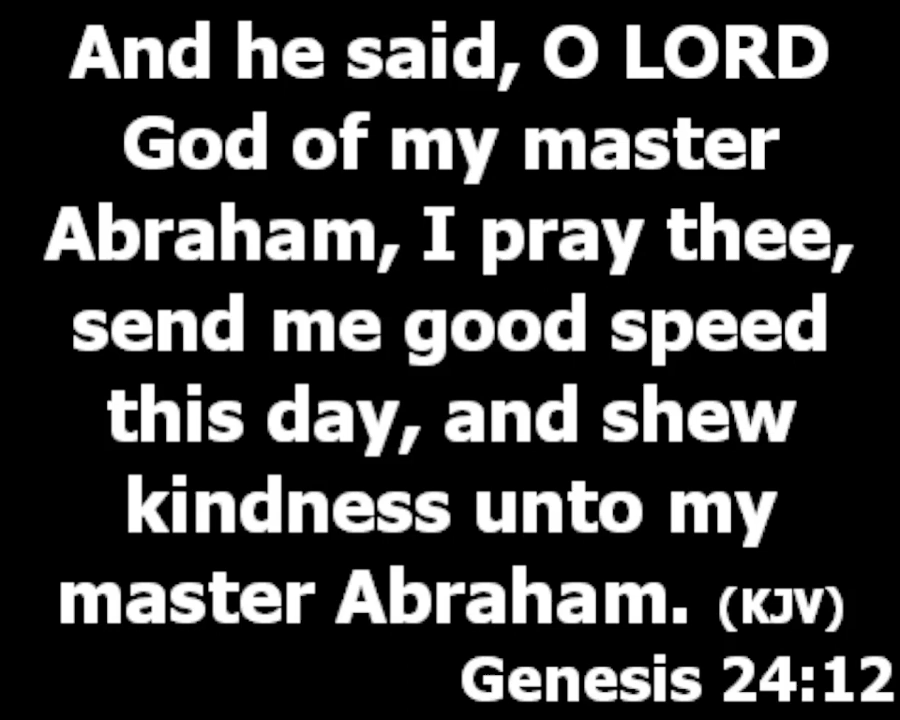 And he said, O LORD
God of my master
Abraham, I pray thee,
send me good speed
this day, and shew
kindness unto my
master Abraham. (KJV)
Genesis 24:12